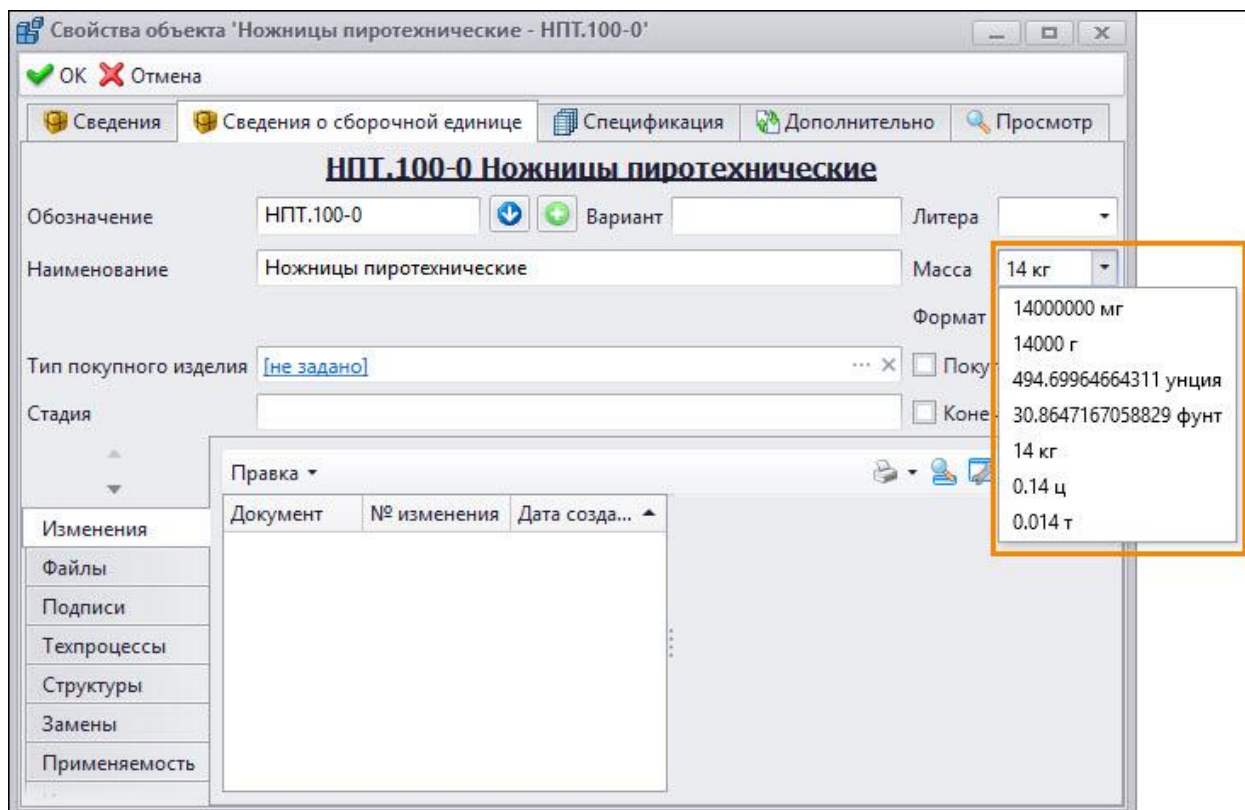 Свойства объекта 'Ножницы пиротехнические - НПТ.100-0'
ОК Отмена
Сведения Сведения о сборочной единице Спецификация Дополнительно Просмотр
НПТ.100-0 Ножницы пиротехнические
Обозначение НПТ.100-0 Вариант Литера
Наименование Ножницы пиротехнические Масса 14 кг
14000000 мг
Формат
14000 г
Тип покупного изделия [не задано] ... Поку
494.69964664311 унция
Стадия Коне
30.8647167058829 фунт
14 кг
0.14 ц
0.014 т
Правка
Документ № изменения Дата созда...
Изменения
Файлы
Подписи
Техпроцессы
Структуры
Замены
Применяемость